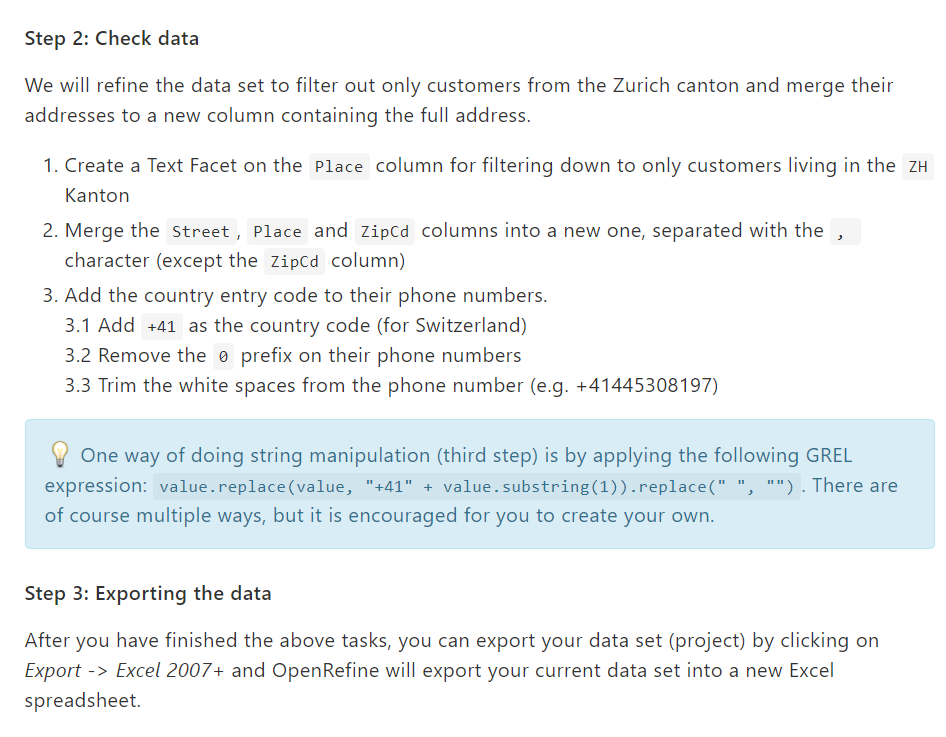 Step 2: Check data
We will refine the data set to filter out only customers from the Zurich canton and merge their
addresses to a new column containing the full address.
1. Create a Text Facet on the Place column for filtering down to only customers living in the ZH
Kanton
2. Merge the Street , Place and ZipCd columns into a new one, separated with the ,
character (except the ZipCd column)
3. Add the country entry code to their phone numbers.
3.1 Add +41 as the country code (for Switzerland)
3.2 Remove the 0 prefix on their phone numbers
3.3 Trim the white spaces from the phone number (e.g. +41445308197)
One way of doing string manipulation (third step) is by applying the following GREL
expression: value.replace(value, "+41" + value.substring(1)).replace(" ", "") . There are
of course multiple ways, but it is encouraged for you to create your own.
Step 3: Exporting the data
After you have finished the above tasks, you can export your data set (project) by clicking on
Export -> Excel 2007+ and OpenRefine will export your current data set into a new Excel
spreadsheet.